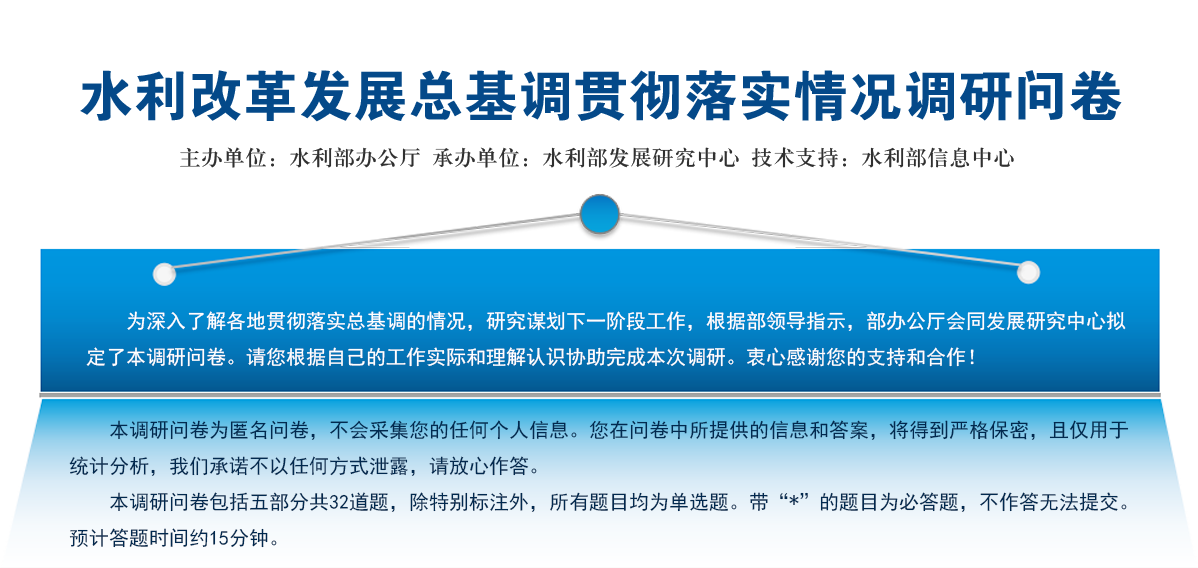 水利改革发展总基调贯彻落实情况调研问卷
主办单位：水利部办公厅 承办单位：水利部发展研究中心 技术支持：水利部信息中心
为深入了解各地贯彻落实总基调的情况，研究谋划下一阶段工作，根据部领导指示，部办公厅会同发展研究中心拟
定了本调研问卷。请您根据自己的工作实际和理解认识协助完成本次调研。衷心感谢您的支持和合作！
本调研问卷为匿名问卷，不会采集您的任何个人信息。您在问卷中所提供的信息和答案，将得到严格保密，且仅用于
统计分析，我们承诺不以任何方式泄露，请放心作答。
本调研问卷包括五部分共32道题，除特别标注外，所有题目均为单选题。带“*”的题目为必答题，不作答无法提交。
预计答题时间约15分钟。